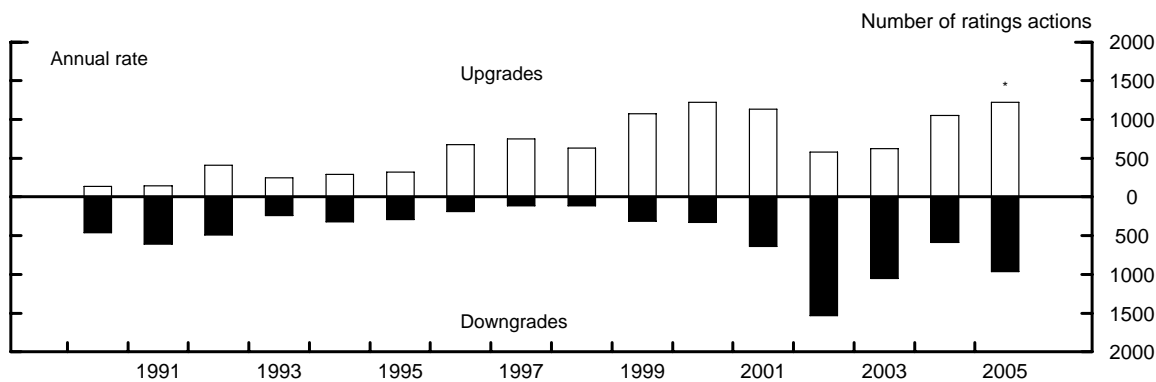 Number of ratings actions
Annual rate
Upgrades
*
Downgrades
2000
1500
1000
500
0
500
1000
1500
2000
1991 1993 1995 1997 1999 2001 2003 2005